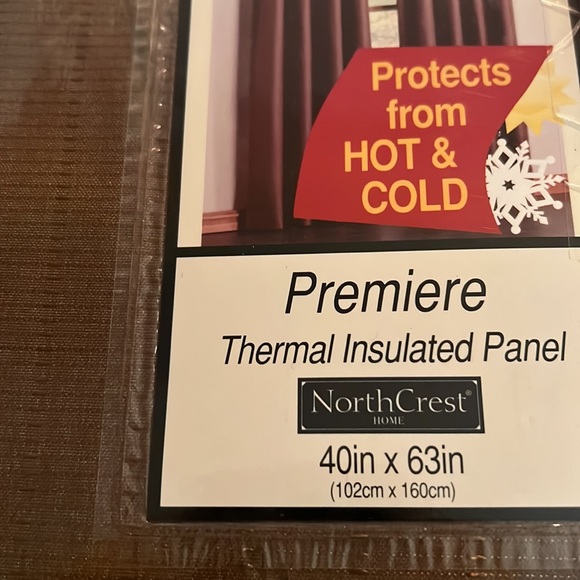 Protects
from
HOT &
COLD
Premiere
Thermal Insulated Panel
NorthCrest®
HOME
40in x 63in
(102cm x 160cm)